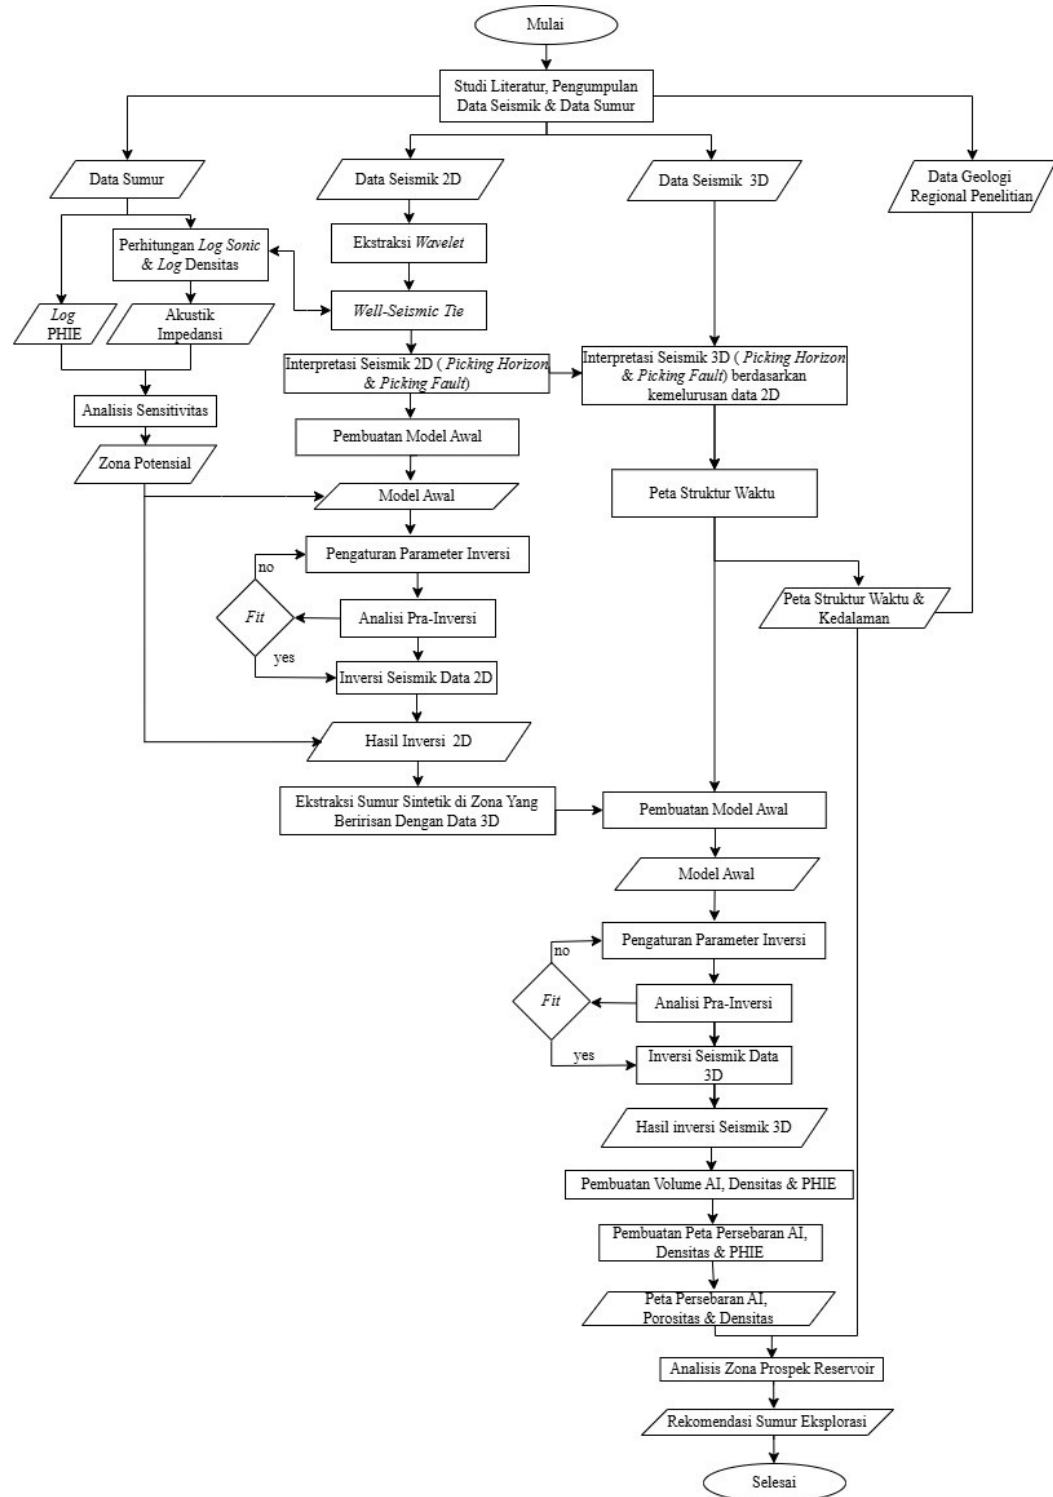 Mulai
Studi Literatur, Pengumpulan
Data Seismik & Data Sumur
Data Sumur
Data Seismik 2D
Data Seismik 3D
Data Geologi
Regional Penelitian
Perhitungan Log Sonic
& Log Densitas
Ekstraksi Wavelet
Log
PHIE
Akustik
Impedansi
Well-Seismic Tie
Interpretasi Seismik 2D ( Picking Horizon
& Picking Fault)
Interpretasi Seismik 3D ( Picking Horizon
& Picking Fault) berdasarkan
kemelurusan data 2D
Analisis Sensitivitas
Pembuatan Model Awal
Zona Potensial
Model Awal
Peta Struktur Waktu
Pengaturan Parameter Inversi
no
Fit
Analisi Pra-Inversi
yes
Inversi Seismik Data 2D
Peta Struktur Waktu &
Kedalaman
Hasil Inversi 2D
Ekstraksi Sumur Sintetik di Zona Yang
Beririsan Dengan Data 3D
Pembuatan Model Awal
Model Awal
Pengaturan Parameter Inversi
no
Fit
Analisi Pra-Inversi
yes
Inversi Seismik Data
3D
Hasil inversi Seismik 3D
Pembuatan Volume AI, Densitas & PHIE
Pembuatan Peta Persebaran AI,
Densitas & PHIE
Peta Persebaran AI,
Porositas & Densitas
Analisis Zona Prospek Reservoir
Rekomendasi Sumur Eksplorasi
Selesai